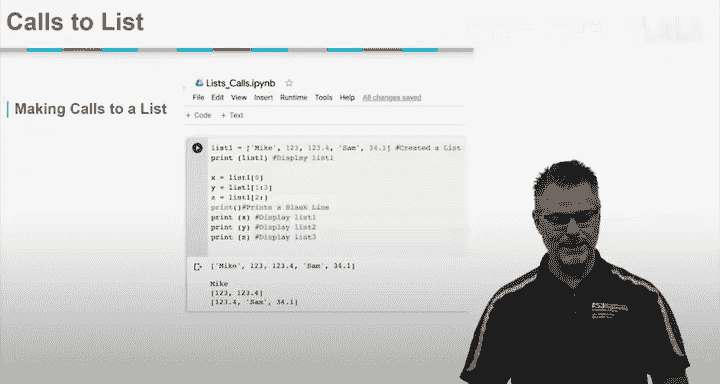 Calls to List
Making Calls to a List
Lists_Calls.ipynb
File Edit View Insert Runtime Tools Help All changes saved
+ Code + Text
list1 = ['Mike', 123, 123.4, 'Sam', 34.1] #Created a List
print (list1) #Display list1
x = list1[0]
y = list1[1:3]
z = list1[2:]
print()#Prints a Blank Line
print (x) #Display list1
print (y) #Display list2
print (z) #Display list3
['Mike', 123, 123.4, 'Sam', 34.1]
Mike
[123, 123.4]
[123.4, 'Sam', 34.1]